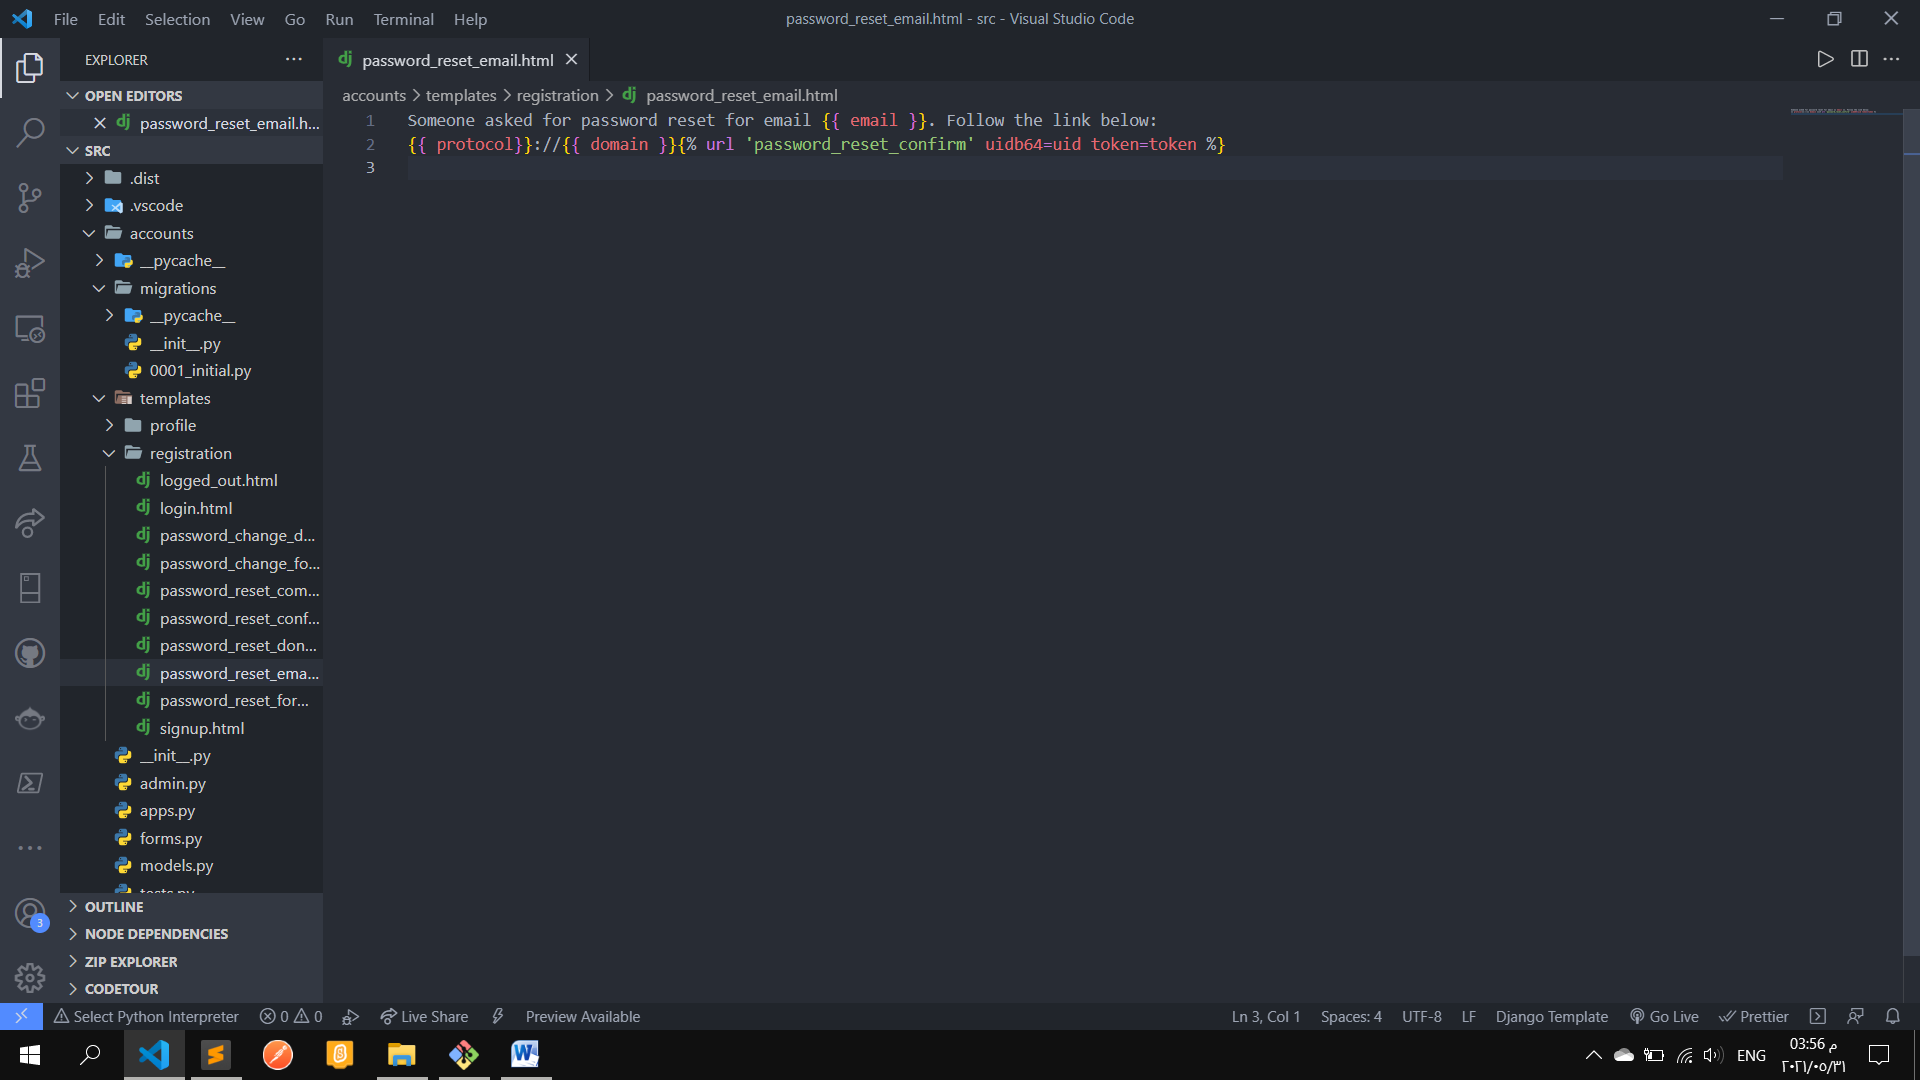 File Edit Selection View Go Run Terminal Help
password_reset_email.html - src - Visual Studio Code
EXPLORER
OPEN EDITORS
password_reset_email.h...
SRC
.dist
.vscode
accounts
__pycache__
migrations
__pycache__
__init__.py
0001_initial.py
templates
profile
registration
logged_out.html
login.html
password_change_d...
password_change_fo...
password_reset_com...
password_reset_conf...
password_reset_don...
password_reset_ema...
password_reset_for...
signup.html
__init__.py
admin.py
apps.py
forms.py
models.py
tests.py
OUTLINE
NODE DEPENDENCIES
ZIP EXPLORER
CODETOUR
password_reset_email.html
accounts > templates > registration > password_reset_email.html
1 Someone asked for password reset for email {{ email }}. Follow the link below:
2 {{ protocol}}://{{ domain }}{% url 'password_reset_confirm' uidb64=uid token=token %}
3
3
Select Python Interpreter 0 0 Live Share Preview Available
Ln 3, Col 1 Spaces: 4 UTF-8 LF Django Template Go Live Prettier
ENG
03:56 م
٢٠٢١/٠٥/٣١